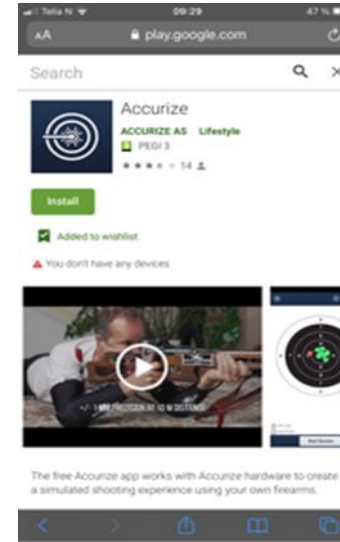 Telia N
09:29
47 %
AA
play.google.com
Search
Accurize
ACCURIZE AS Lifestyle
PEGI 3
14
Install
Added to wishlist
You don't have any devices
PRECISION AT 10 M DISTANCE
The free Accurize app works with Accurize hardware to create
a simulated shooting experience using your own firearms.